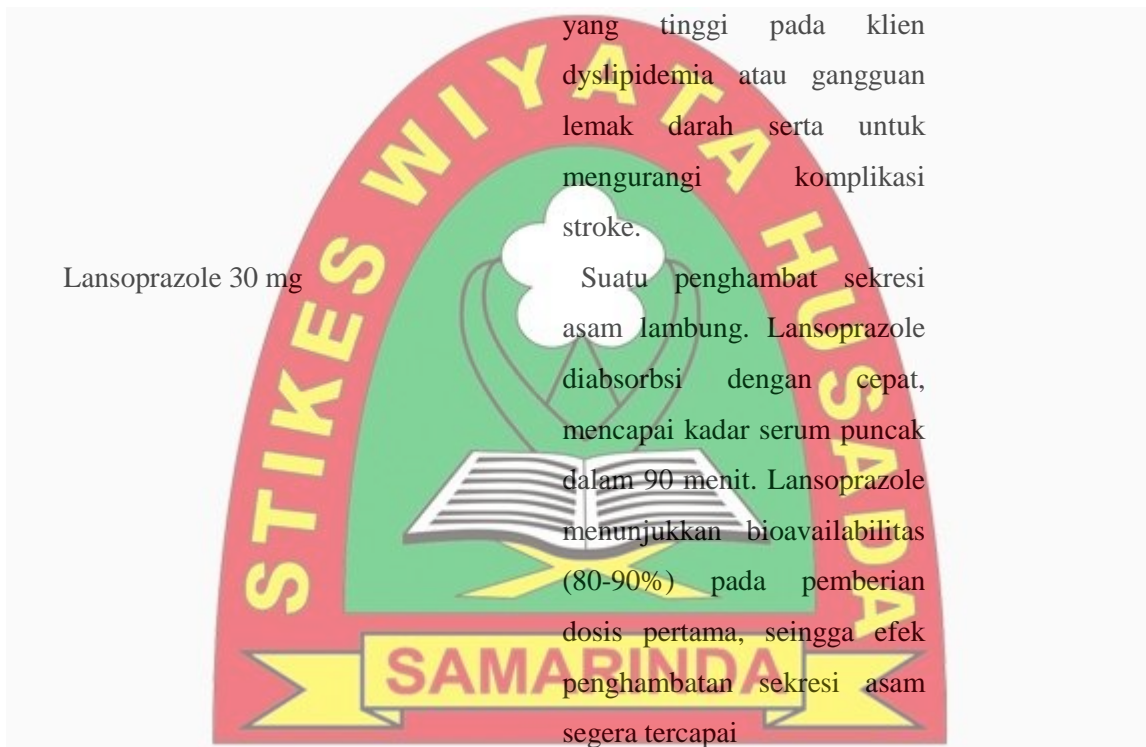 yang tinggi pada klien
dyslipidemia atau gangguan
lemak darah serta untuk
mengurangi komplikasi
stroke.
Lansoprazole 30 mg Suatu penghambat sekresi
asam lambung. Lansoprazole
diabsorbsi dengan cepat,
mencapai kadar serum puncak
dalam 90 menit. Lansoprazole
menunjukkan bioavailabilitas
(80-90%) pada pemberian
dosis pertama, seingga efek
penghambatan sekresi asam
segera tercapai
STIKES WIYATA HUSADA
SAMARINDA